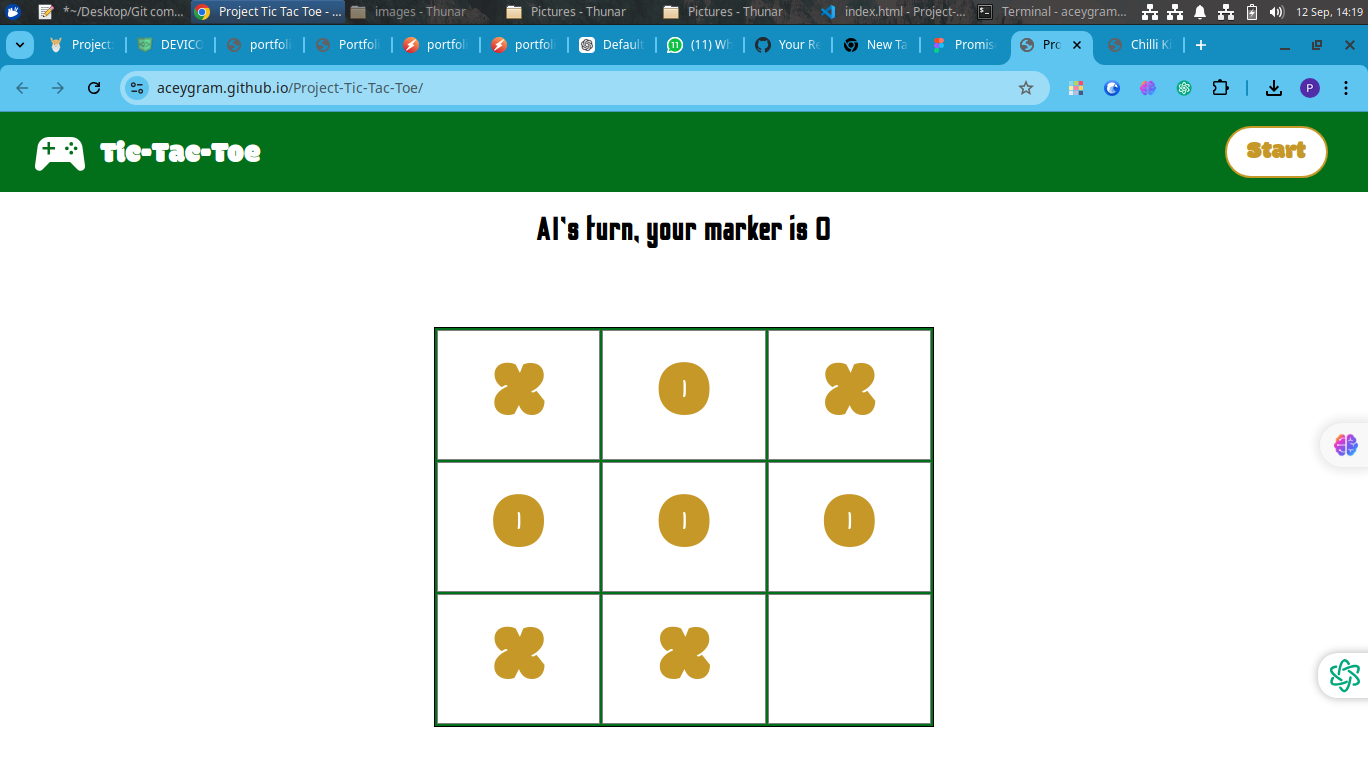 *~/Desktop/Git com... Project Tic Tac Toe - ... images - Thunar Pictures - Thunar Pictures - Thunar index.html - Project-... Terminal - aceygram... 12 Sep, 14:19
Project: DEVICO portfoli Portfoli portfoli portfoli Default (11) Wh Your Re New Ta Promis Pro Chilli Ki
aceygram.github.io/Project-Tic-Tac-Toe/ P
Tic-Tac-Toe Start
AI's turn, your marker is O
X O X
O O O
X X